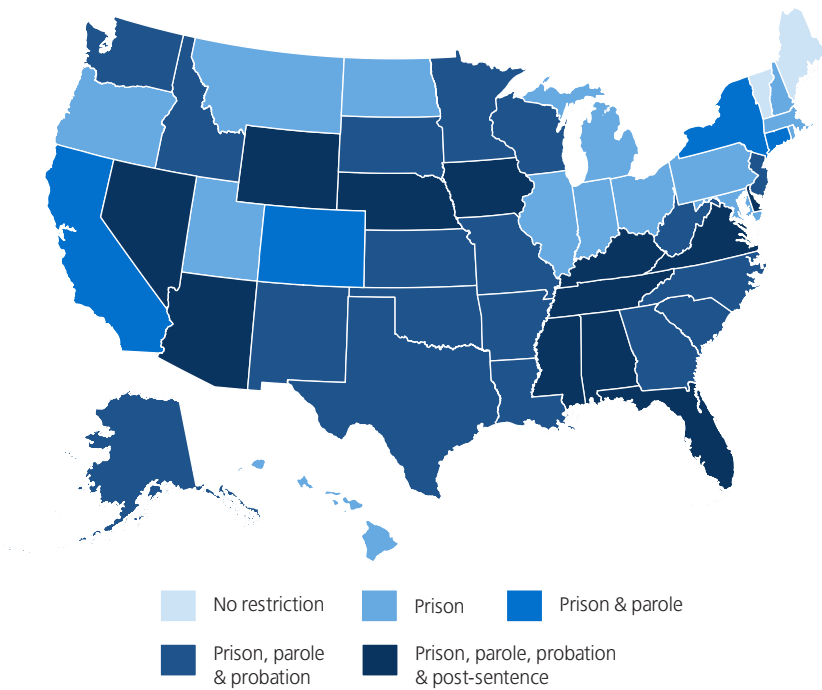 No restriction
Prison
Prison & parole
Prison, parole
& probation
Prison, parole, probation
& post-sentence